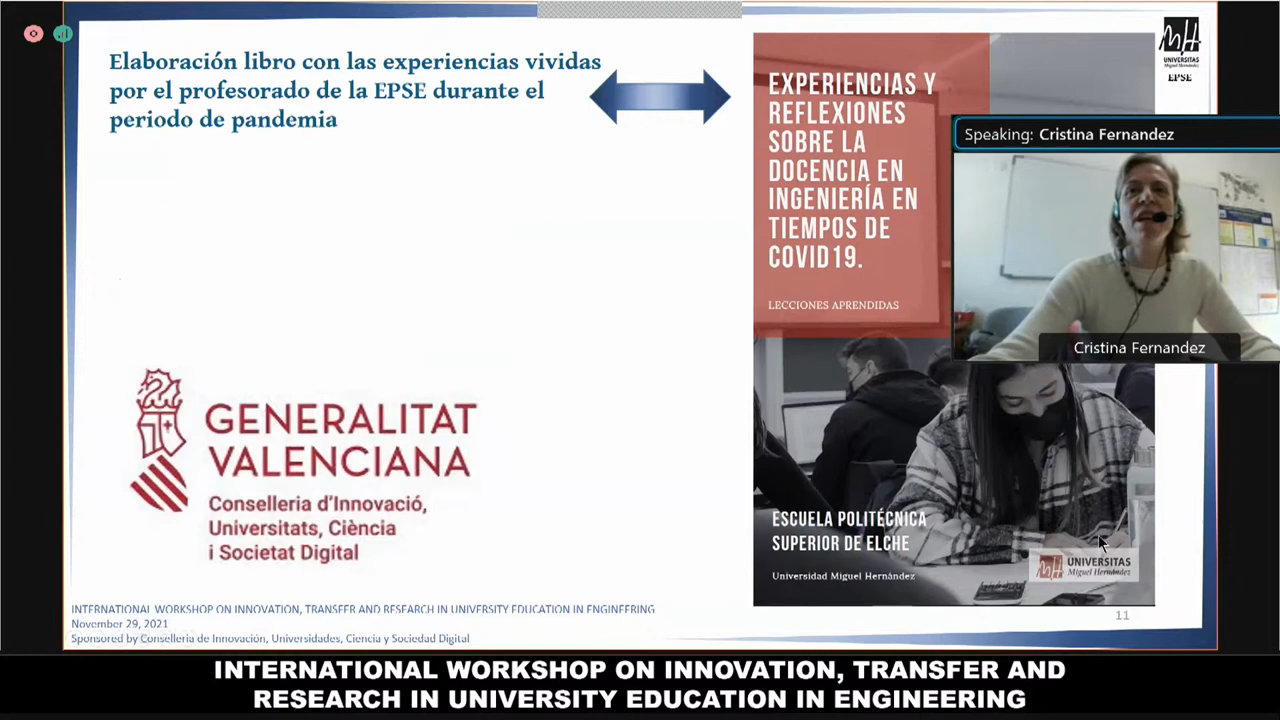 Elaboración libro con las experiencias vividas
por el profesorado de la EPSE durante el
periodo de pandemia
EXPERIENCIAS Y
REFLEXIONES
SOBRE LA
DOCENCIA EN
INGENIERÍA EN
TIEMPOS DE
COVID19.
LECCIONES APRENDIDAS
UNIVERSITAS
Miguel Hernández
EPSE
Speaking: Cristina Fernandez
Cristina Fernandez
GENERALITAT
VALENCIANA
Conselleria d'Innovació,
Universitats, Ciència
i Societat Digital
ESCUELA POLITÉCNICA
SUPERIOR DE ELCHE
Universidad Miguel Hernández
UNIVERSITAS
Miguel Hernández
INTERNATIONAL WORKSHOP ON INNOVATION, TRANSFER AND RESEARCH IN UNIVERSITY EDUCATION IN ENGINEERING
November 29, 2021
Sponsored by Conselleria de Innovación, Universidades, Ciencia y Sociedad Digital
11
INTERNATIONAL WORKSHOP ON INNOVATION, TRANSFER AND
RESEARCH IN UNIVERSITY EDUCATION IN ENGINEERING